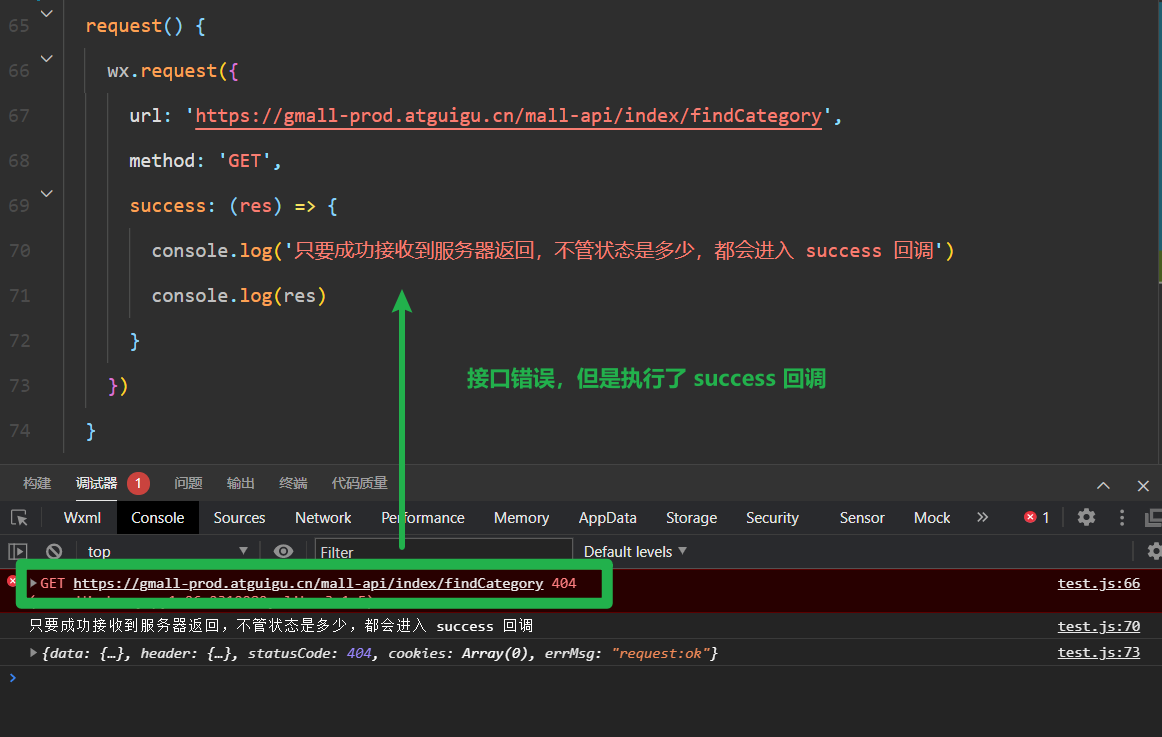 65 request() {
66 wx.request({
67 url: 'https://gmall-prod.atguigu.cn/mall-api/index/findCategory',
68 method: 'GET',
69 success: (res) => {
70 console.log('只要成功接收到服务器返回，不管状态是多少，都会进入 success 回调')
71 console.log(res)
72 }
73 })
74 }
接口错误，但是执行了 success 回调
构建 调试器 1 问题 输出 终端 代码质量
Wxml Console Sources Network Performance Memory AppData Storage Security Sensor Mock 1
top Filter Default levels
GET https://gmall-prod.atguigu.cn/mall-api/index/findCategory 404 test.js:66
只要成功接收到服务器返回，不管状态是多少，都会进入 success 回调 test.js:70
{data: {…}, header: {…}, statusCode: 404, cookies: Array(0), errMsg: "request:ok"} test.js:73